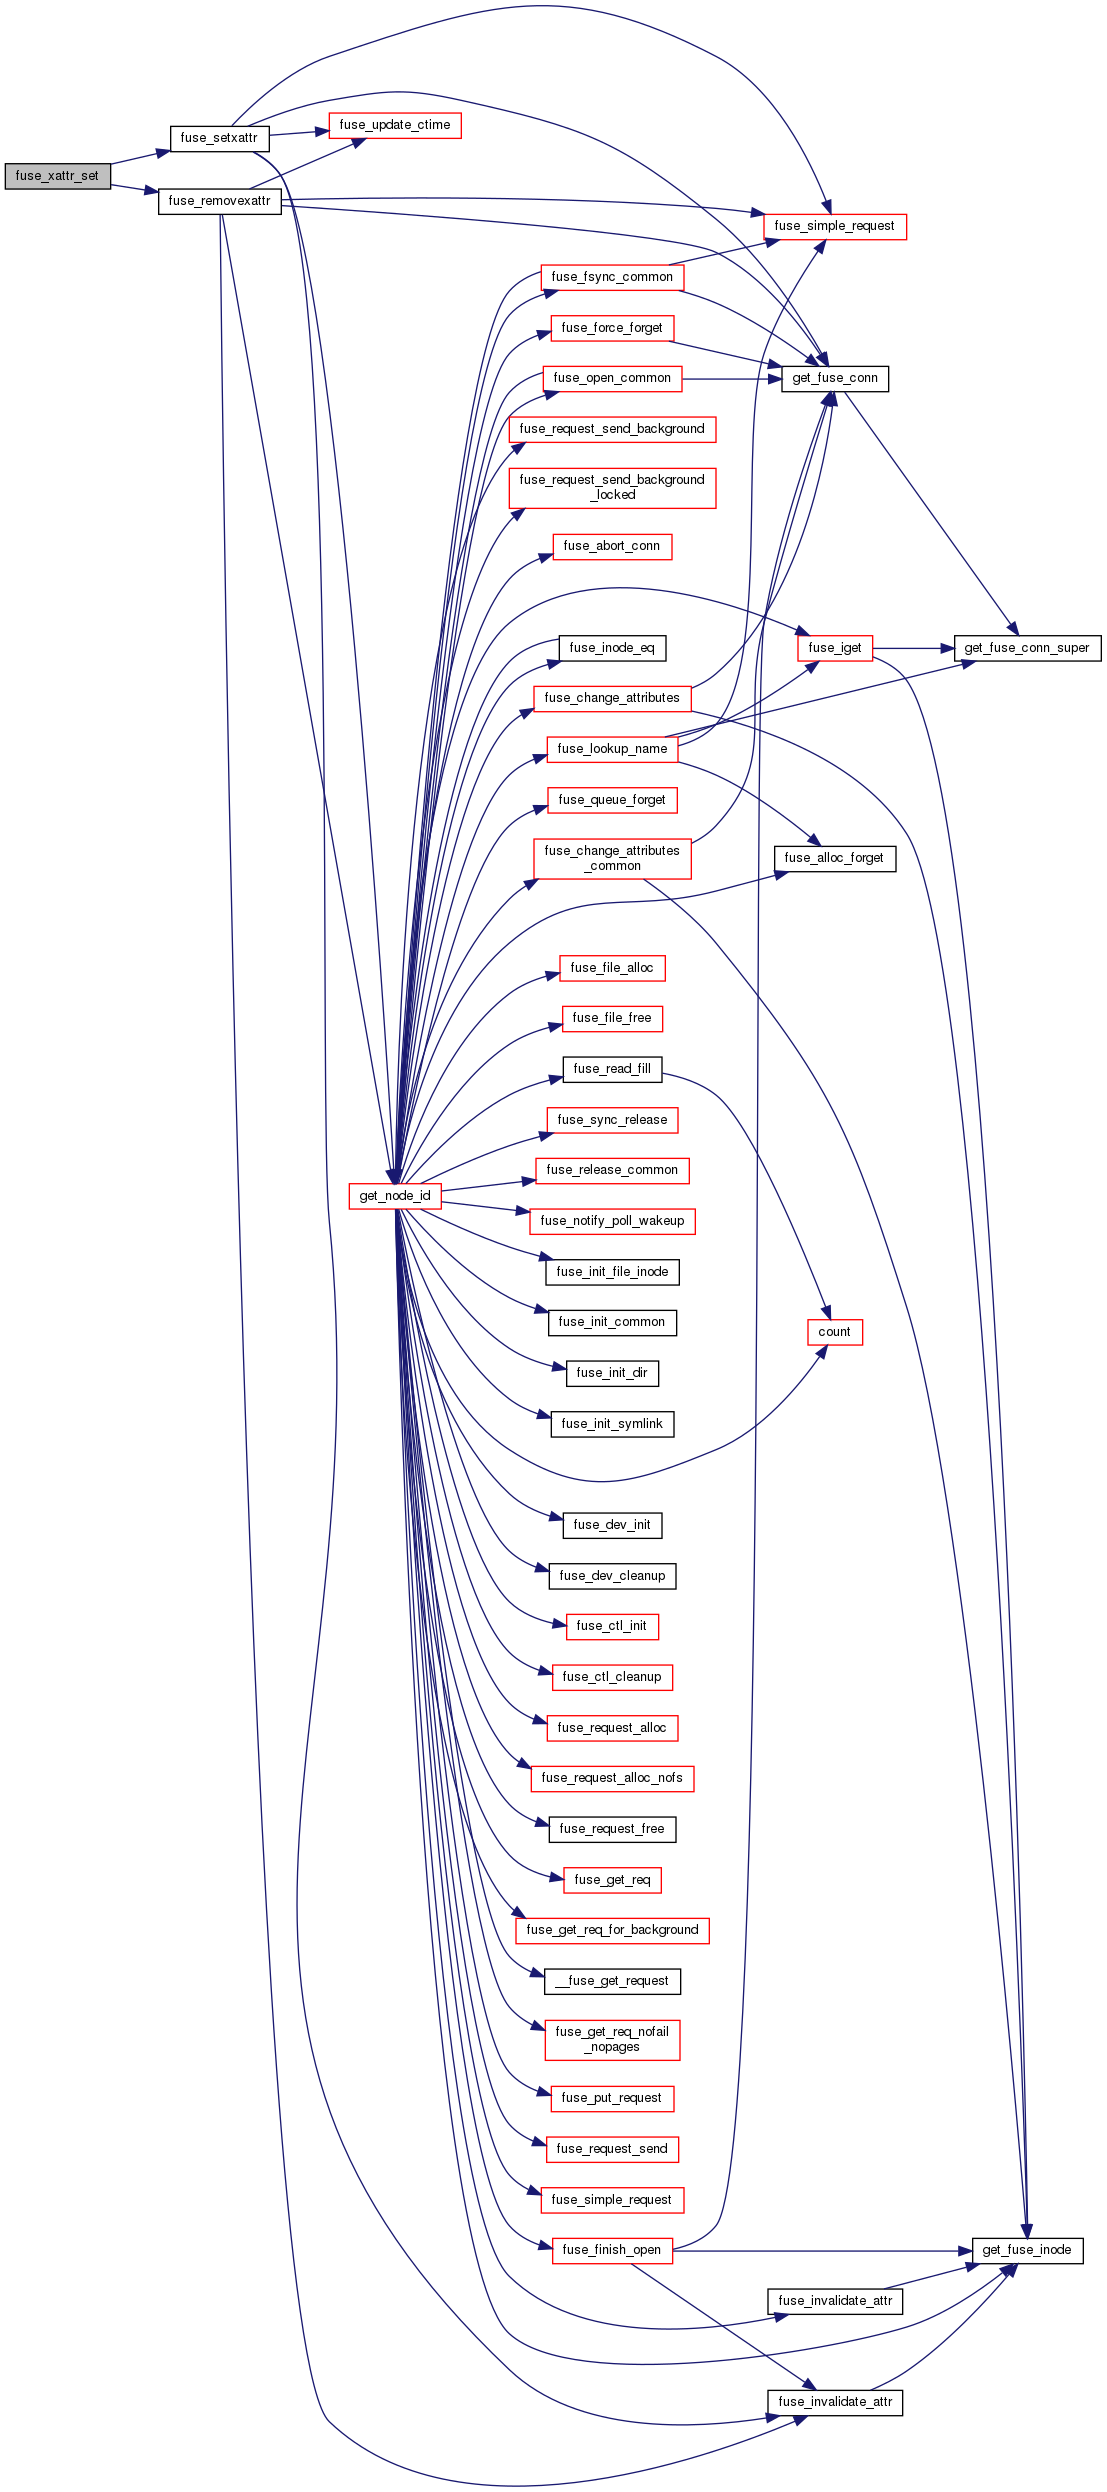 fuse_xattr_set
fuse_setxattr
fuse_removexattr
fuse_update_ctime
fuse_simple_request
fuse_fsync_common
fuse_force_forget
get_fuse_conn
fuse_open_common
fuse_request_send_background
fuse_request_send_background
_locked
fuse_abort_conn
fuse_inode_eq
fuse_iget
get_fuse_conn_super
fuse_change_attributes
fuse_lookup_name
fuse_queue_forget
fuse_change_attributes
_common
fuse_alloc_forget
fuse_file_alloc
fuse_file_free
fuse_read_fill
fuse_sync_release
fuse_release_common
get_node_id
fuse_notify_poll_wakeup
fuse_init_file_inode
fuse_init_common
count
fuse_init_dir
fuse_init_symlink
fuse_dev_init
fuse_dev_cleanup
fuse_ctl_init
fuse_ctl_cleanup
fuse_request_alloc
fuse_request_alloc_nofs
fuse_request_free
fuse_get_req
fuse_get_req_for_background
__fuse_get_request
fuse_get_req_nofail
_nopages
fuse_put_request
fuse_request_send
fuse_simple_request
fuse_finish_open
get_fuse_inode
fuse_invalidate_attr
fuse_invalidate_attr